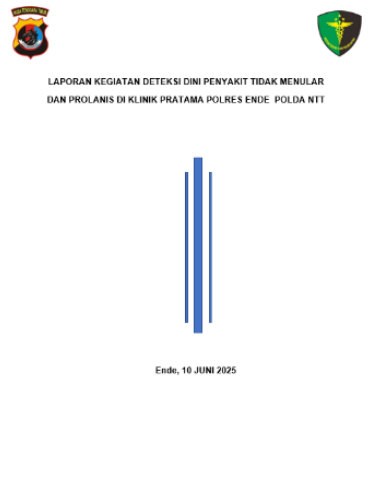 LAPORAN KEGIATAN DETEKSI DINI PENYAKIT TIDAK MENULAR
DAN PROLANIS DI KLINIK PRATAMA POLRES ENDE POLDA NTT
Ende, 10 JUNI 2025